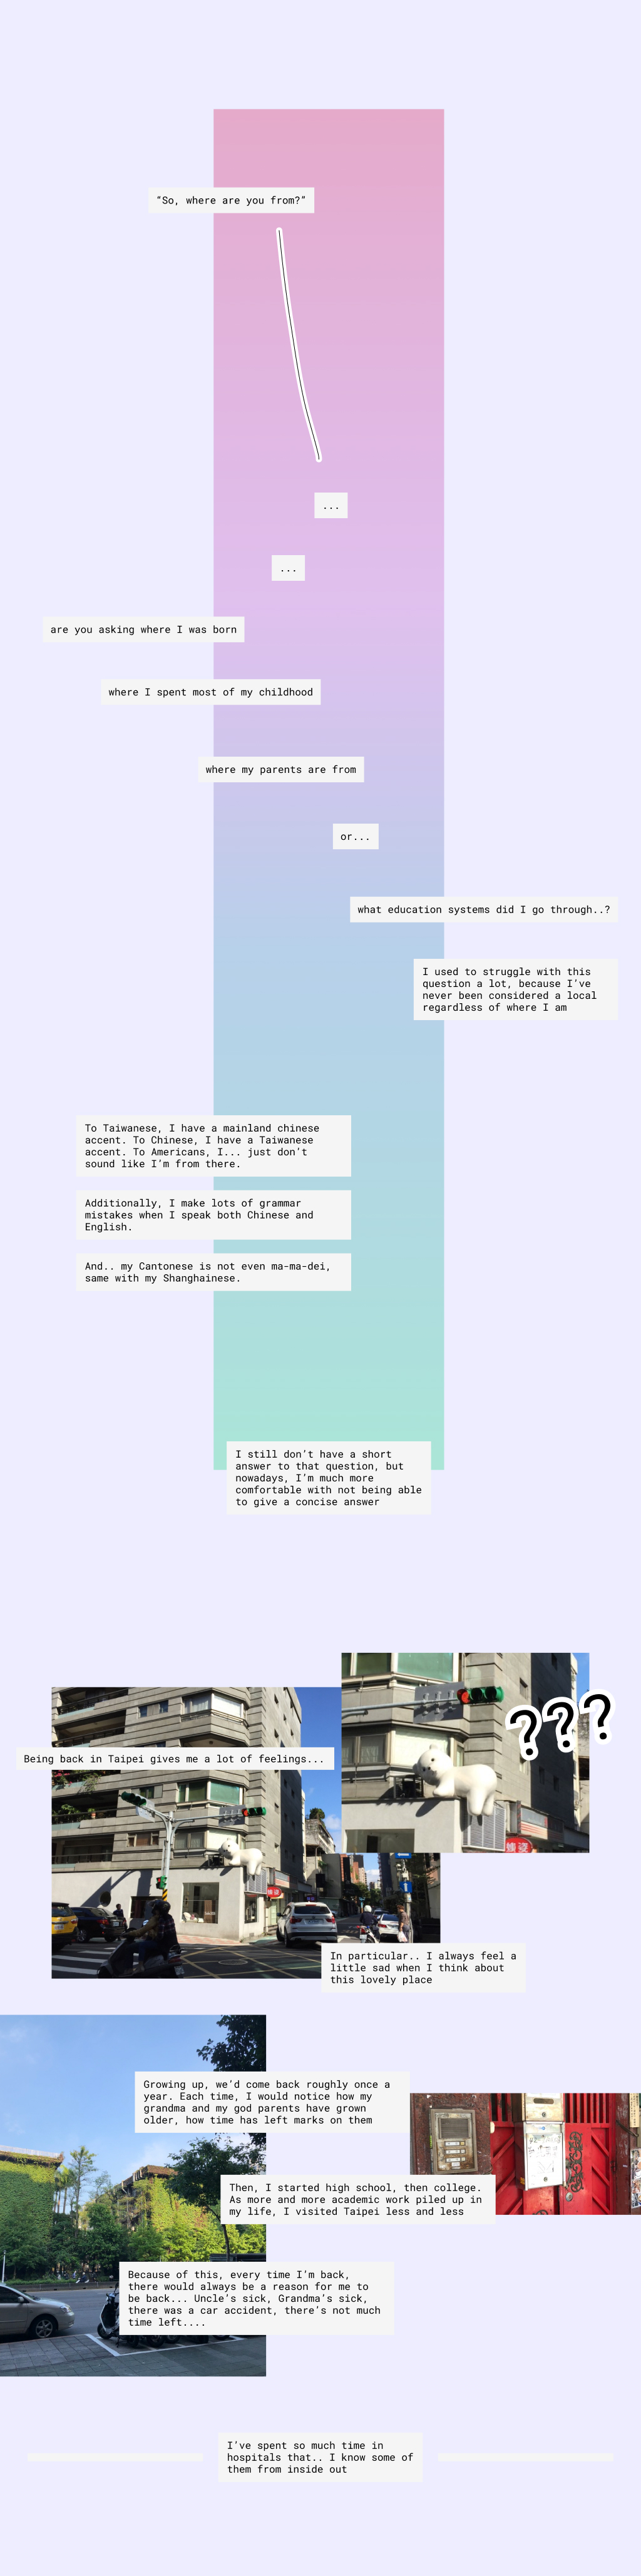 “So, where are you from?”
...
...
are you asking where I was born
where I spent most of my childhood
where my parents are from
or...
what education systems did I go through..?
I used to struggle with this
question a lot, because I’ve
never been considered a local
regardless of where I am
To Taiwanese, I have a mainland chinese
accent. To Chinese, I have a Taiwanese
accent. To Americans, I... just don’t
sound like I’m from there.
Additionally, I make lots of grammar
mistakes when I speak both Chinese and
English.
And.. my Cantonese is not even ma-ma-dei,
same with my Shanghainese.
I still don’t have a short
answer to that question, but
nowadays, I’m much more
comfortable with not being able
to give a concise answer
???
Being back in Taipei gives me a lot of feelings...
In particular.. I always feel a
little sad when I think about
this lovely place
Growing up, we’d come back roughly once a
year. Each time, I would notice how my
grandma and my god parents have grown
older, how time has left marks on them
Then, I started high school, then college.
As more and more academic work piled up in
my life, I visited Taipei less and less
Because of this, every time I’m back,
there would always be a reason for me to
be back... Uncle’s sick, Grandma’s sick,
there was a car accident, there’s not much
time left....
I’ve spent so much time in
hospitals that.. I know some of
them from inside out